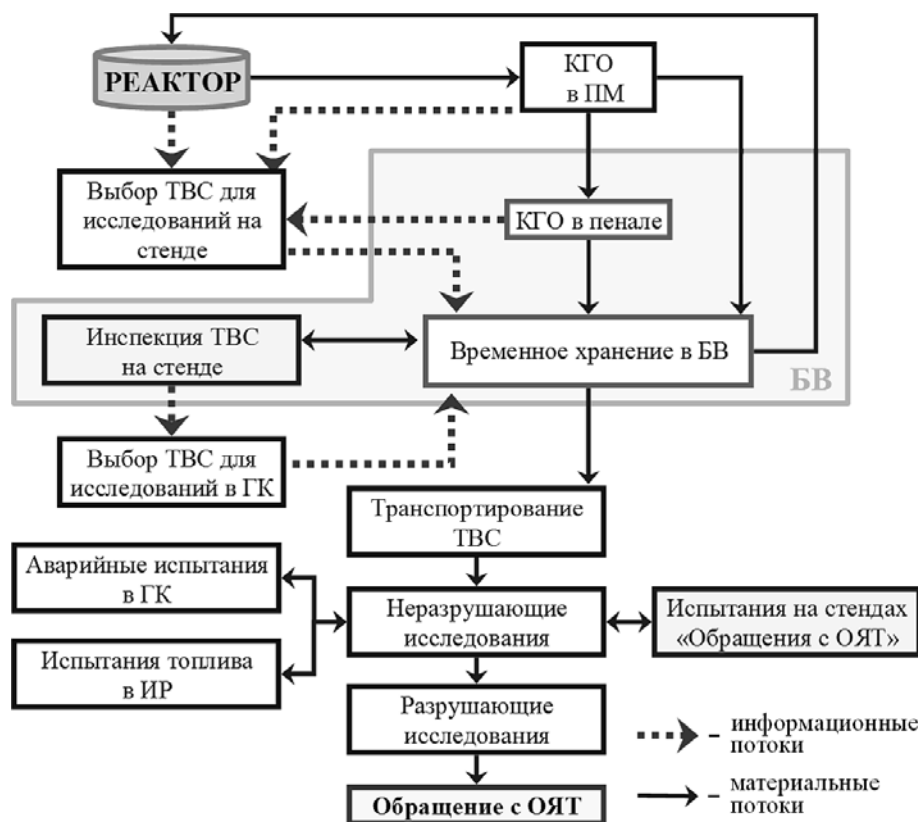 РЕАКТОР
КГО
в ПМ
Выбор ТВС для
исследований на
стенде
КГО в пенале
Инспекция ТВС
на стенде
Временное хранение в БВ
БВ
Выбор ТВС для
исследований в ГК
Транспортирование
ТВС
Аварийные испытания
в ГК
Неразрушающие
исследования
Испытания на стендах
«Обращения с ОЯТ»
Испытания топлива
в ИР
Разрушающие
исследования
– информационные
потоки
Обращение с ОЯТ
– материальные
потоки